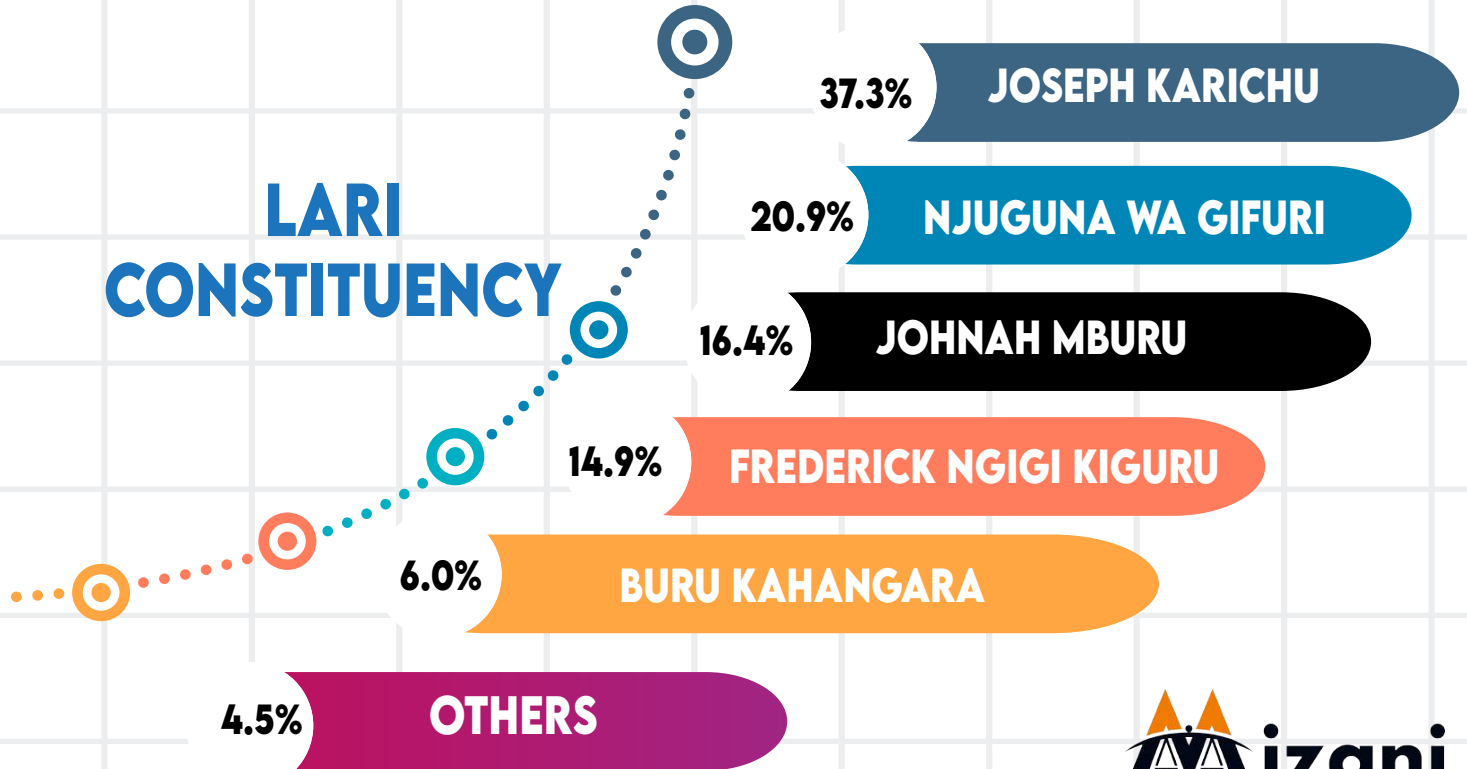 LARI
CONSTITUENCY
37.3% JOSEPH KARICHU
20.9% NJUGUNA WA GIFURI
16.4% JOHNAH MBURU
14.9% FREDERICK NGIGI KIGURU
6.0% BURU KAHANGARA
4.5% OTHERS
Mizani